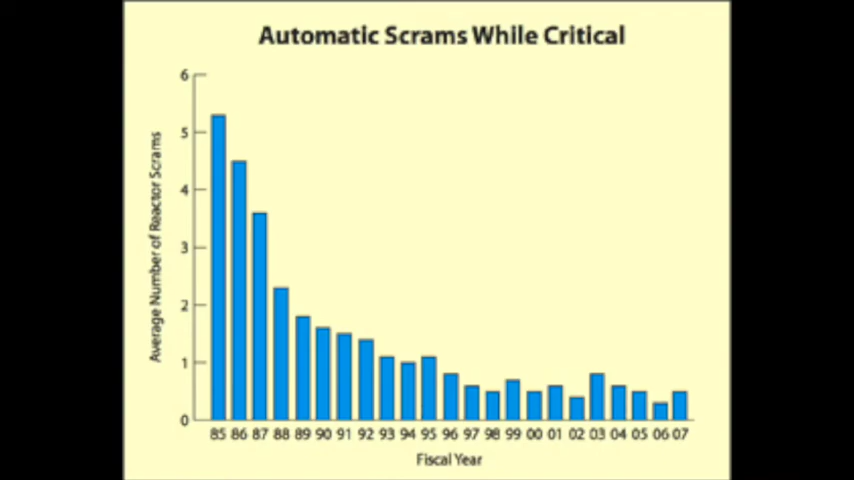 Automatic Scrams While Critical
Average Number of Reactor Scrams
6
5
4
3
2
1
0
85 86 87 88 89 90 91 92 93 94 95 96 97 98 99 00 01 02 03 04 05 06 07
Fiscal Year